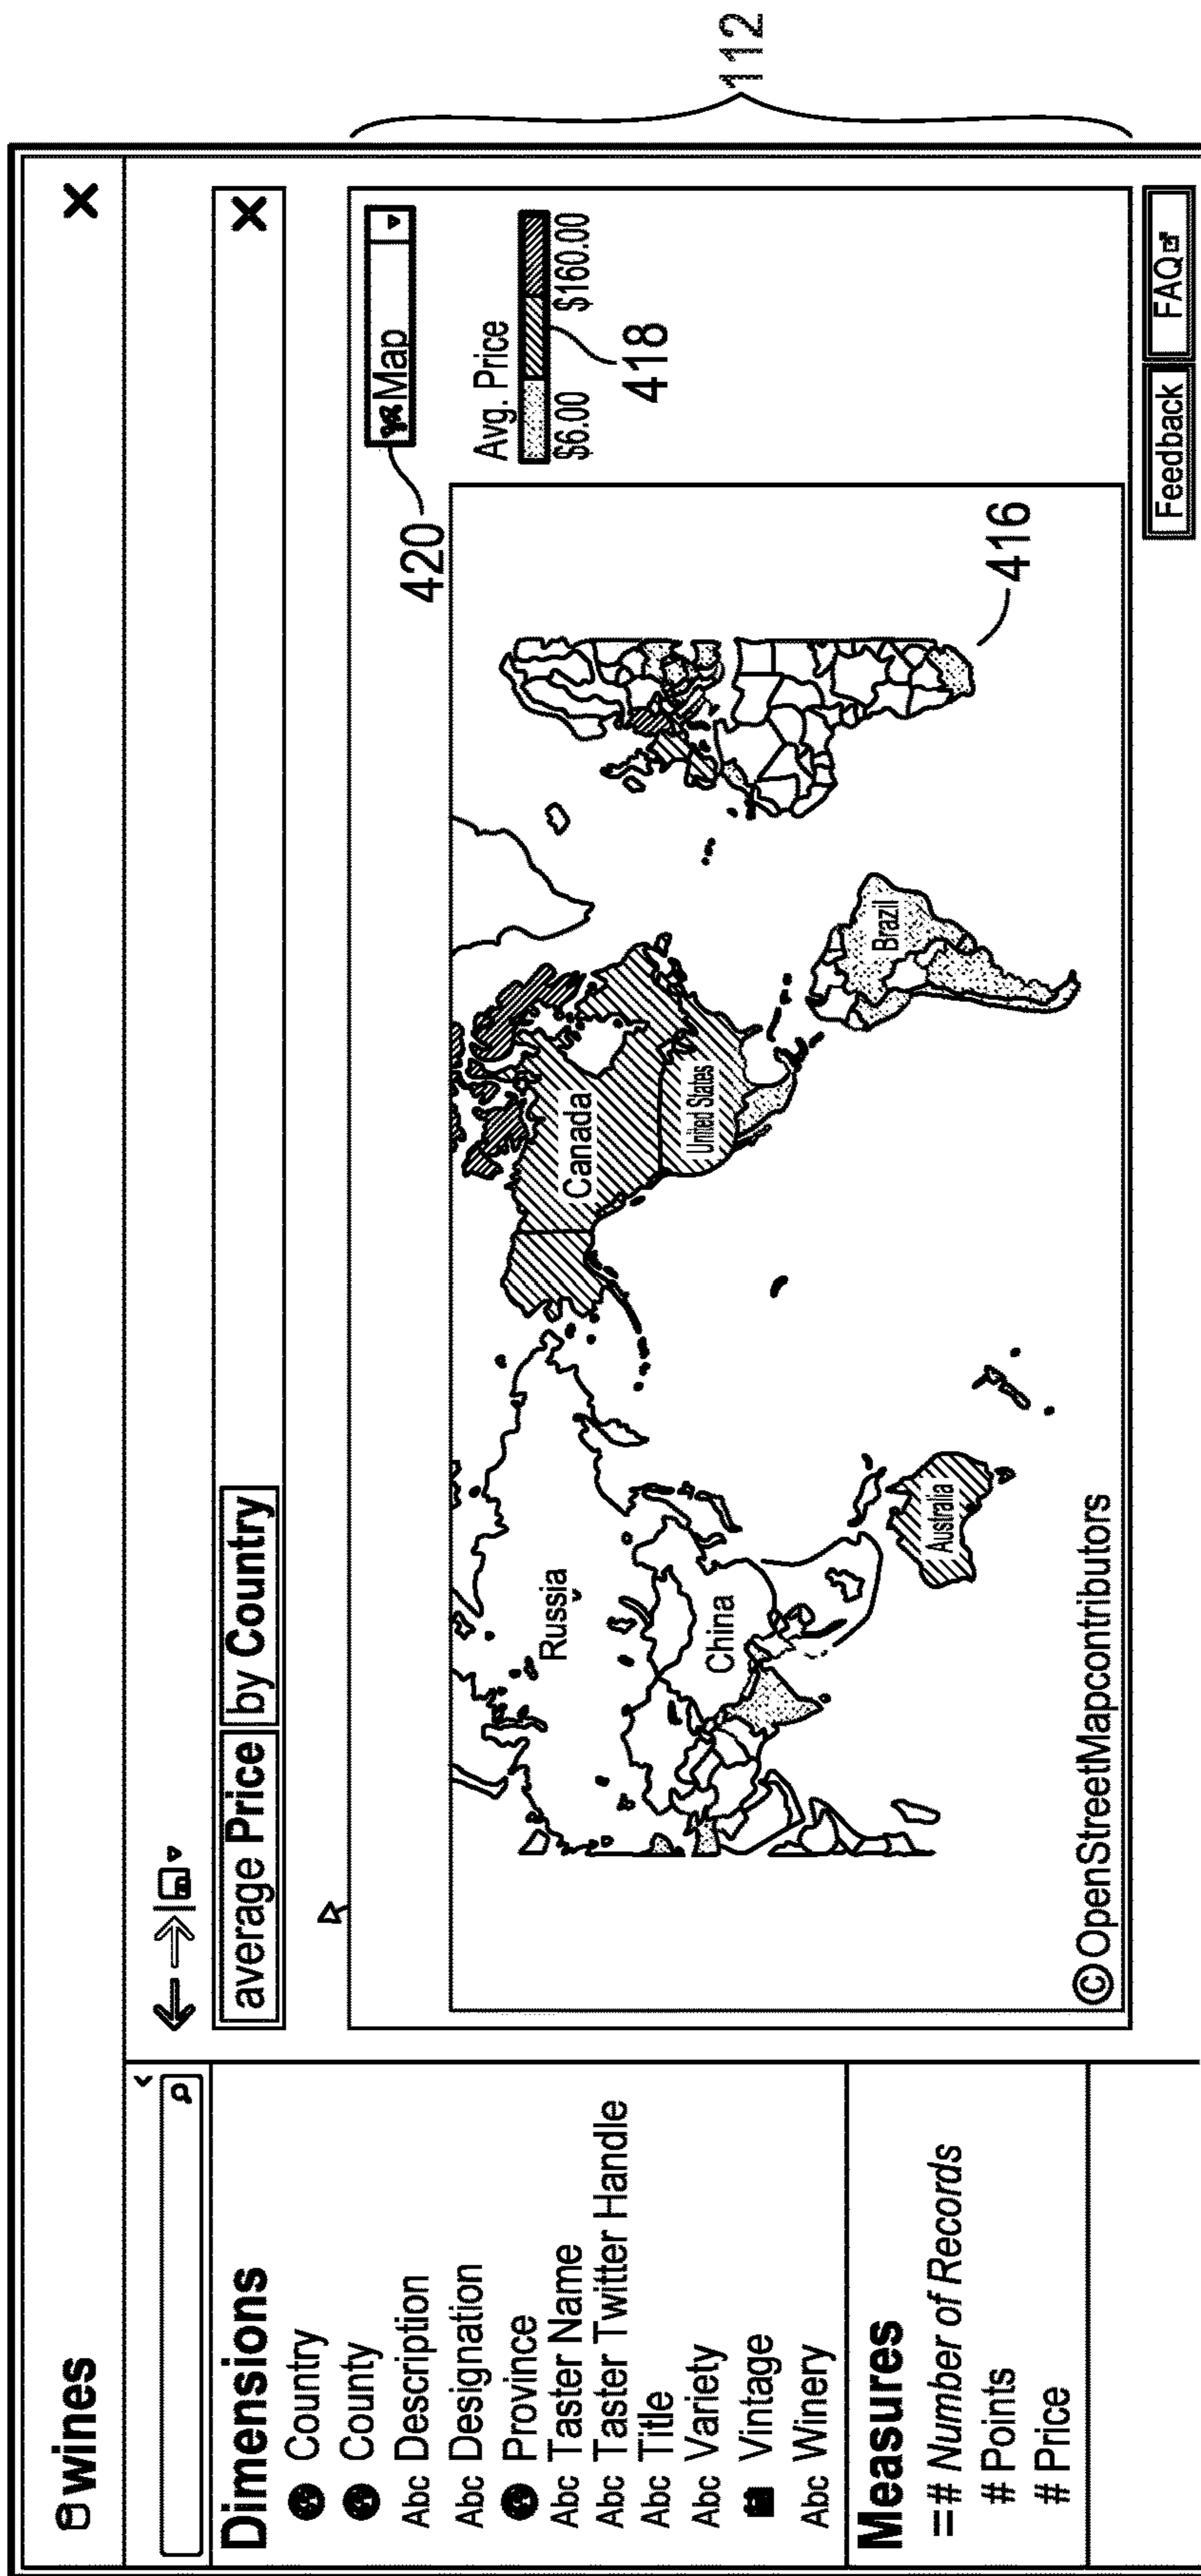 wines
X
average Price by Country
X
Dimensions
Country
County
Abc Description
Abc Designation
Province
Abc Taster Name
Abc Taster Twitter Handle
Abc Title
Abc Variety
Vintage
Abc Winery
Measures
=# Number of Records
# Points
# Price
Map
420
Avg. Price
$6.00 $160.00
418
Russia
China
Australia
Canada
United States
Brazil
416
© OpenStreetMapcontributors
112
Feedback FAQ